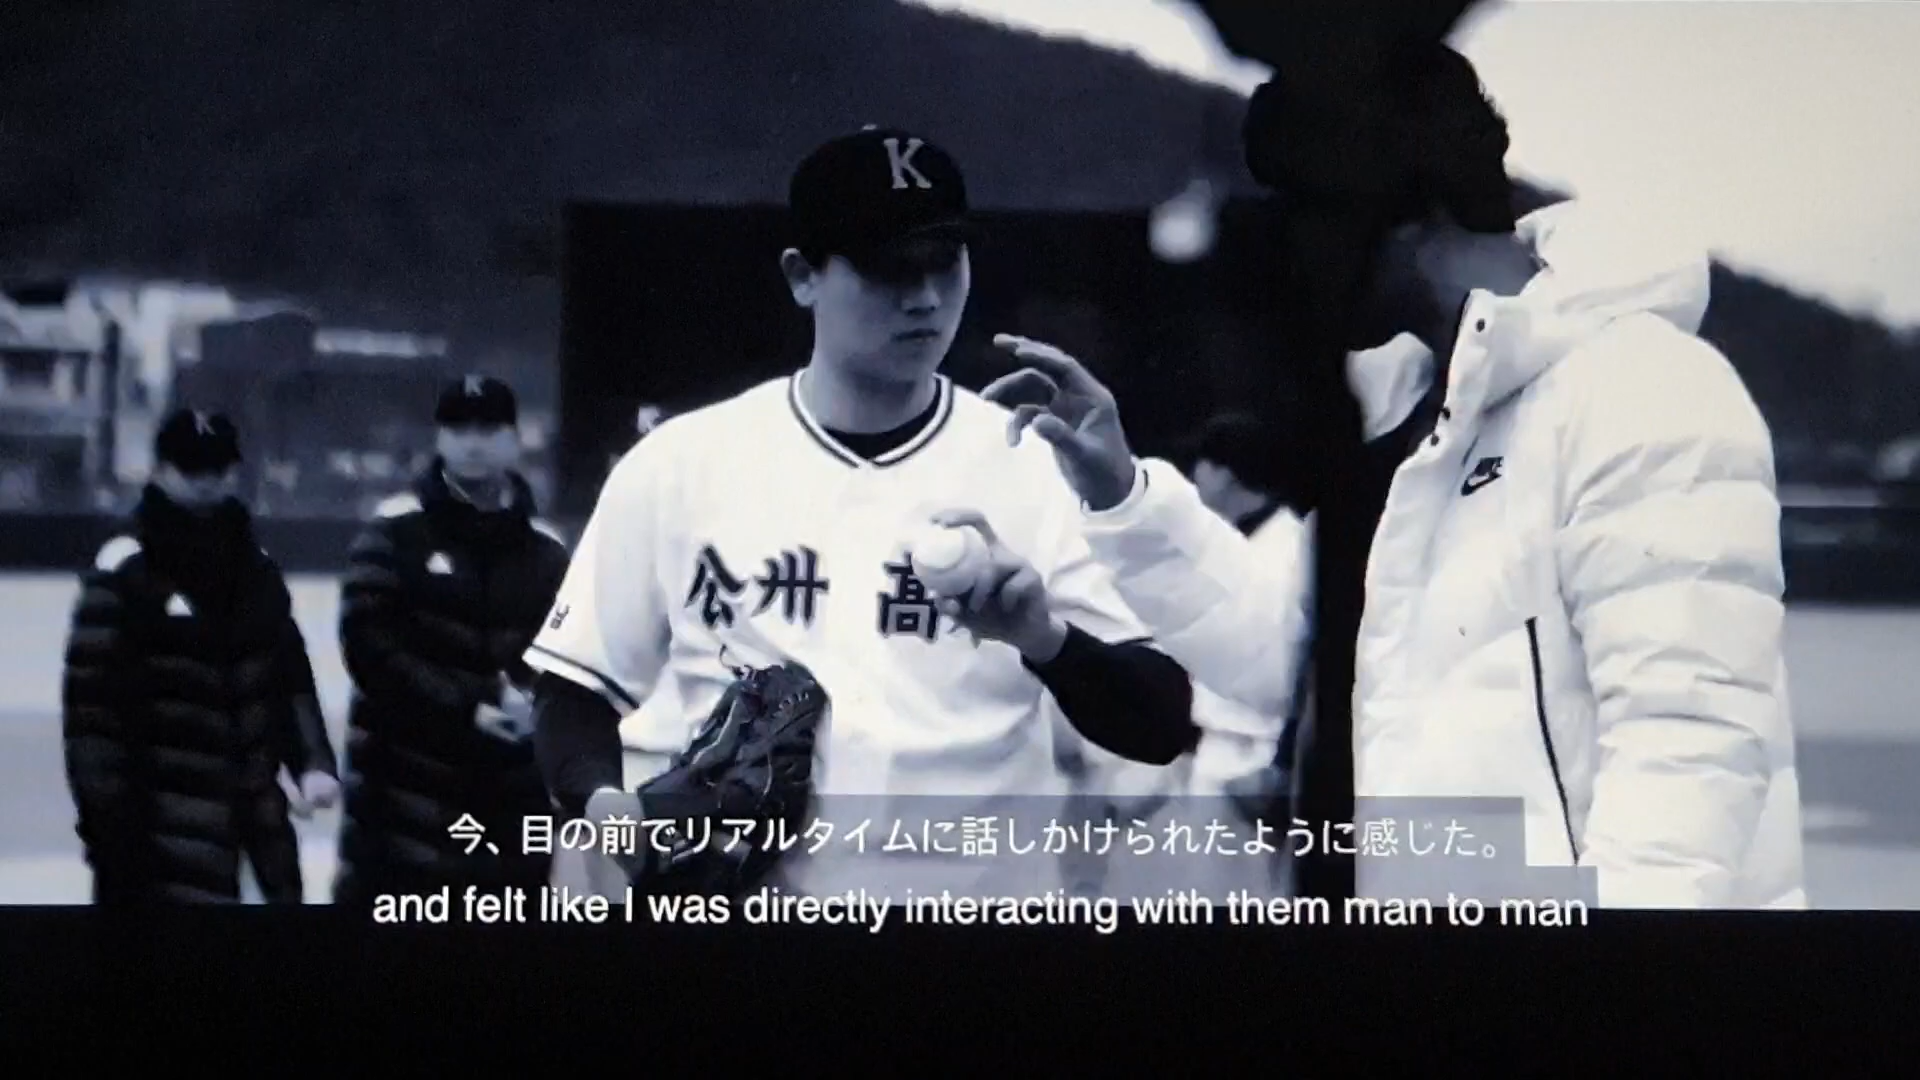 K
K
K
公州 高
今、目の前でリアルタイムに話しかけられたように感じた。
and felt like I was directly interacting with them man to man